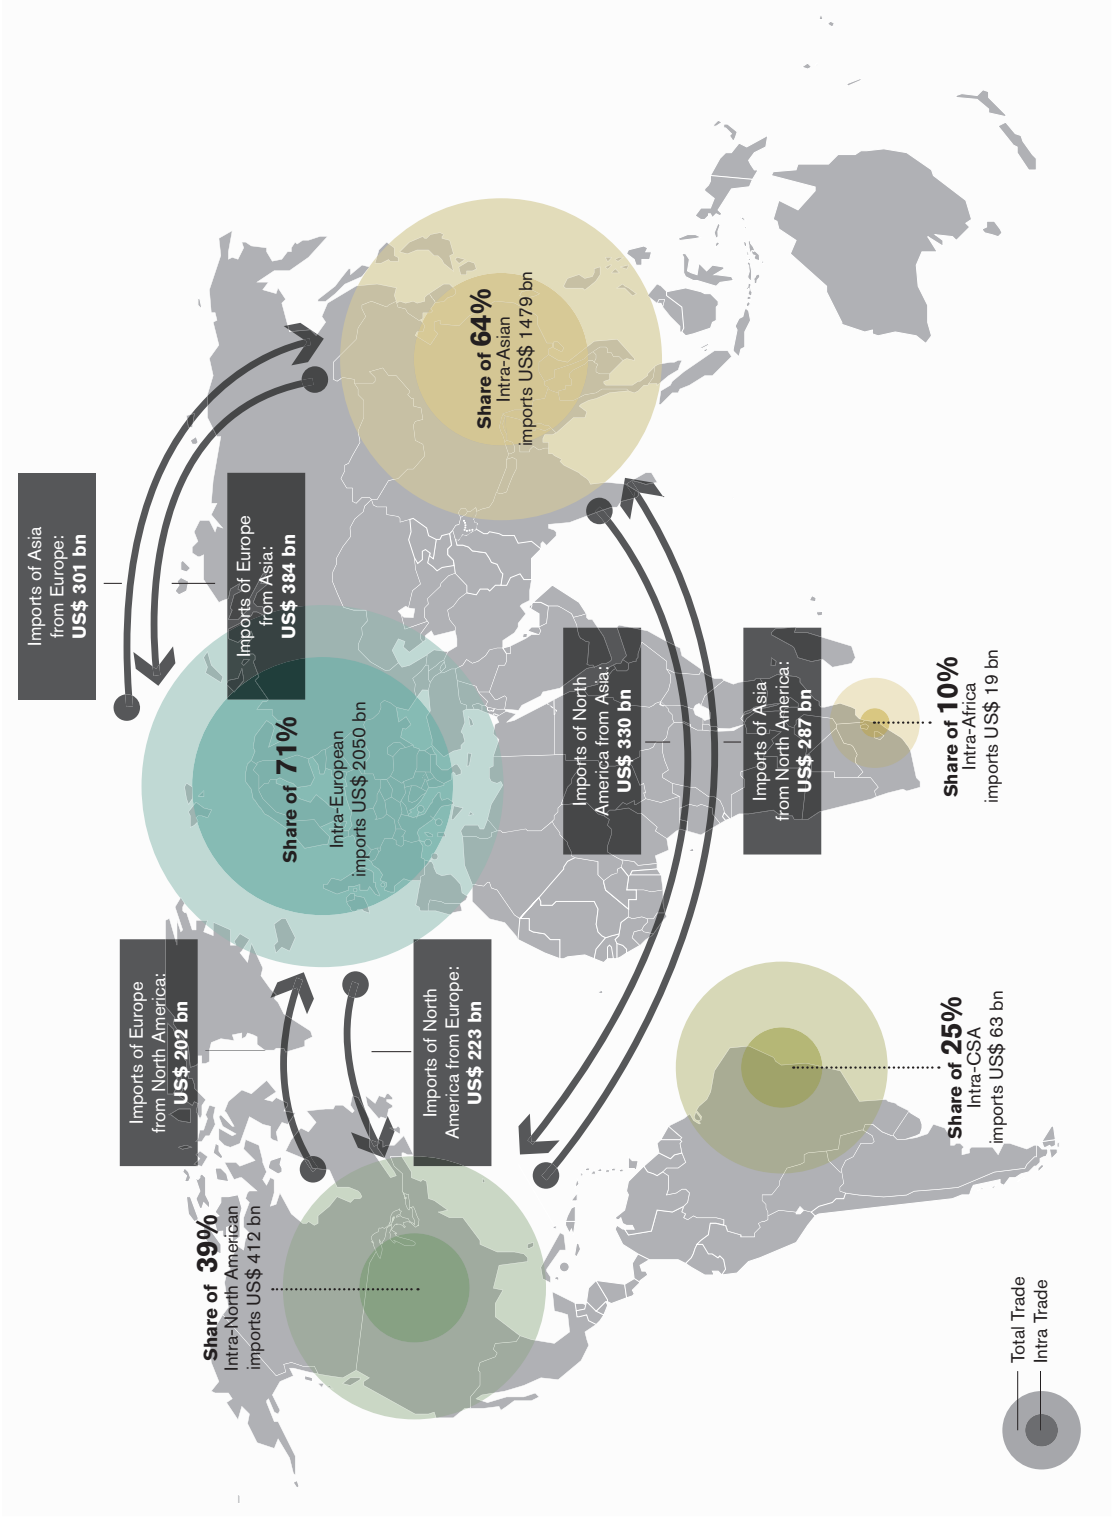 Imports of Asia
from Europe:
US$ 301 bn
Imports of Europe
from Asia:
US$ 384 bn
Imports of Europe
from North America:
US$ 202 bn
Imports of North
America from Europe:
US$ 223 bn
Share of 39%
Intra-North American
imports US$ 412 bn
Share of 71%
Intra-European
imports US$ 2050 bn
Share of 64%
Intra-Asian
imports US$ 1479 bn
Imports of North
America from Asia:
US$ 330 bn
Imports of Asia
from North America:
US$ 287 bn
Share of 25%
Intra-CSA
imports US$ 63 bn
Share of 10%
Intra-Africa
imports US$ 19 bn
Total Trade
Intra Trade